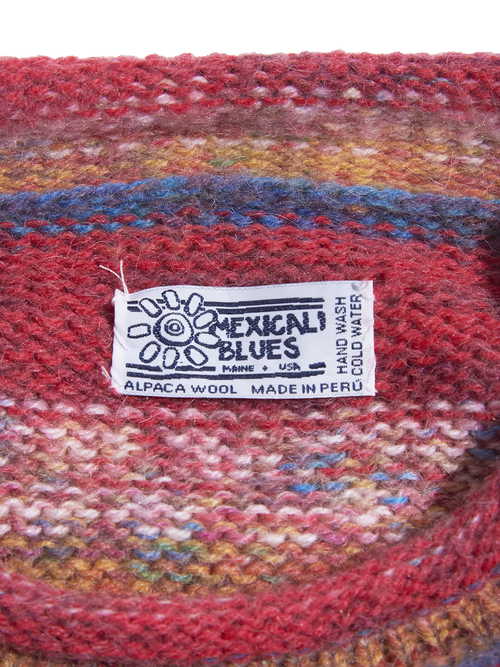 MEXICALI
BLUES
MAINE • USA
ALPACA WOOL MADE IN PERÚ
HAND WASH
COLD WATER